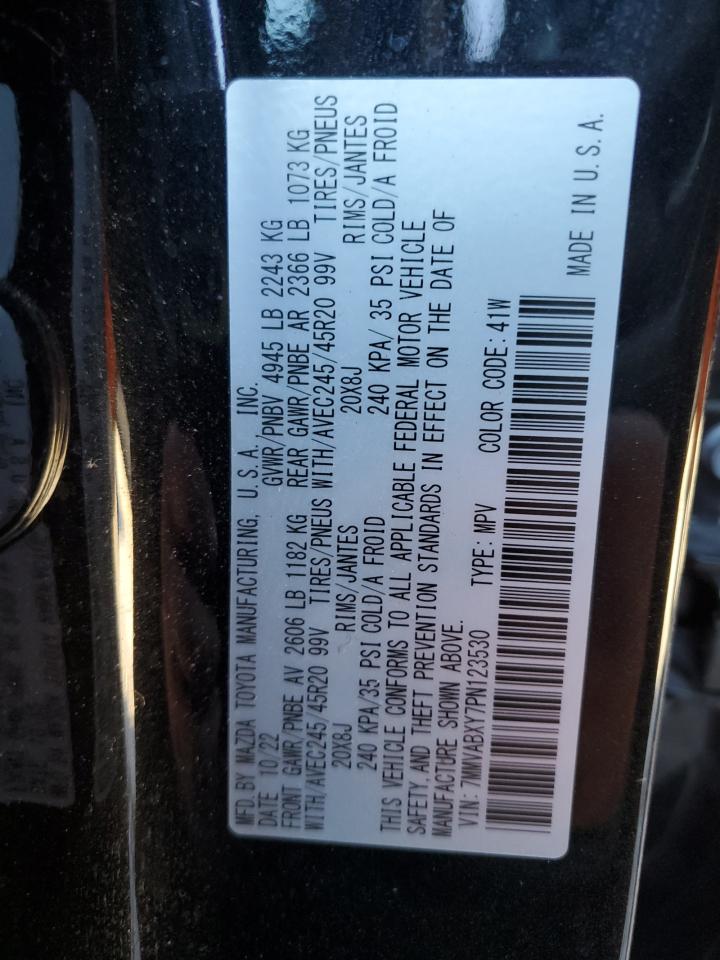 MFD. BY MAZDA TOYOTA MANUFACTURING, U.S.A. INC.
DATE 10/22 GVWR/PNBV 4945 LB 2243 KG
FRONT GAWR/PNBE AV 2606 LB 1182 KG REAR GAWR/PNBE AR 2366 LB 1073 KG
WITH/AVEC245/45R20 99V TIRES/PNEUS WITH/AVEC245/45R20 99V TIRES/PNEUS
20X8J RIMS/JANTES 20X8J RIMS/JANTES
240 KPA/35 PSI COLD/A FROID 240 KPA/ 35 PSI COLD/A FROID
THIS VEHICLE CONFORMS TO ALL APPLICABLE FEDERAL MOTOR VEHICLE
SAFETY, AND THEFT PREVENTION STANDARDS IN EFFECT ON THE DATE OF
MANUFACTURE SHOWN ABOVE.
VIN: 7MMVABXY7PN123530 TYPE: MPV COLOR CODE: 41W
MADE IN U.S.A.